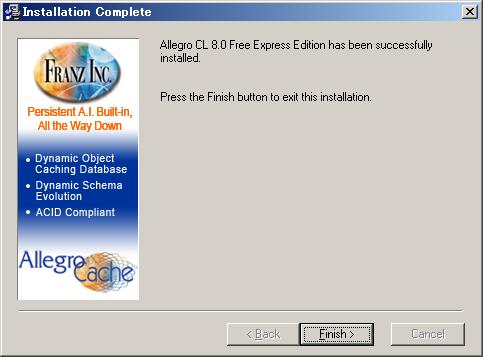 Installation Complete
FRANZ INC.
Persistent A.I. Built-in,
All the Way Down
• Dynamic Object
Caching Database
• Dynamic Schema
Evolution
• ACID Compliant
Allegro
Cache
Allegro CL 8.0 Free Express Edition has been successfully
installed.
Press the Finish button to exit this installation.
< Back
Finish >
Cancel